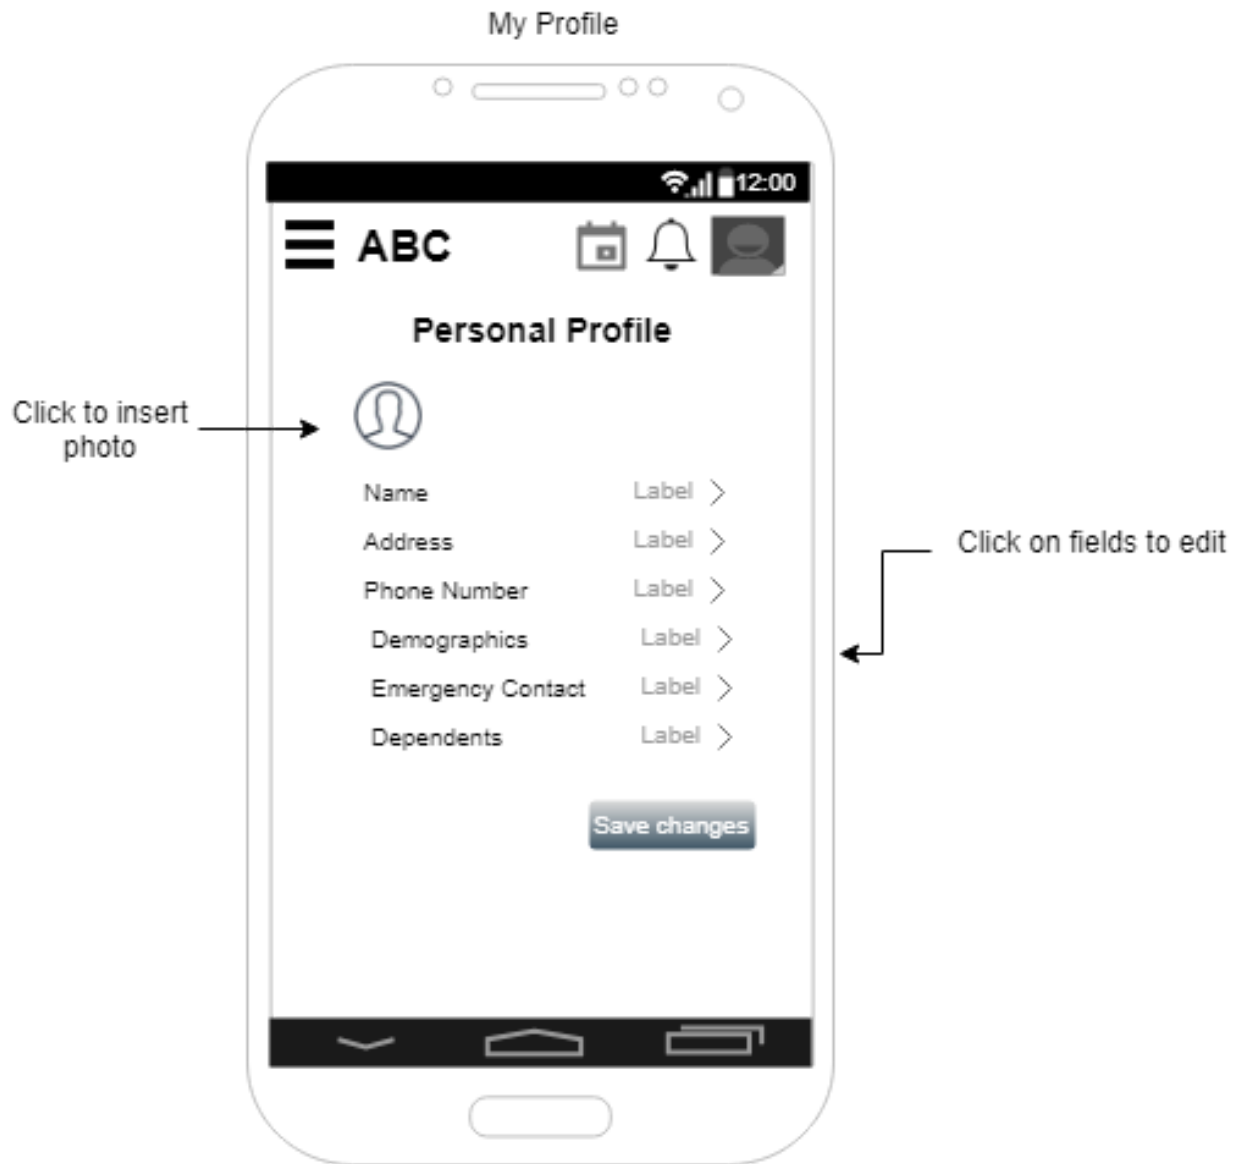 My Profile
12:00
ABC
Personal Profile
Click to insert
photo
Name Label
Address Label
Phone Number Label
Demographics Label
Emergency Contact Label
Dependents Label
Click on fields to edit
Save changes